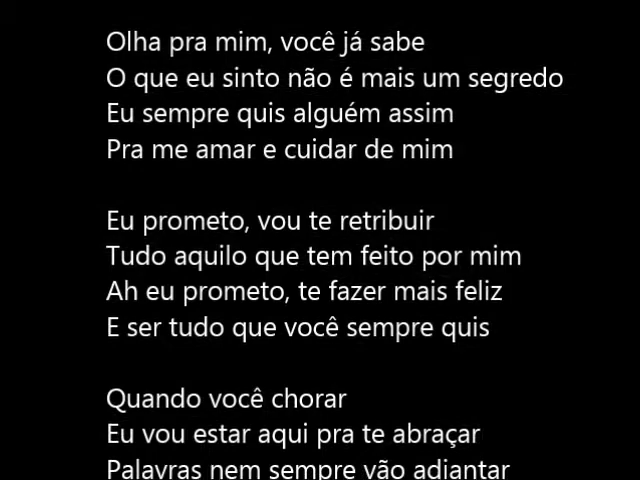 Olha pra mim, você já sabe
O que eu sinto não é mais um segredo
Eu sempre quis alguém assim
Pra me amar e cuidar de mim
Eu prometo, vou te retribuir
Tudo aquilo que tem feito por mim
Ah eu prometo, te fazer mais feliz
E ser tudo que você sempre quis
Quando você chorar
Eu vou estar aqui pra te abraçar
Palavras nem sempre vão adiantar